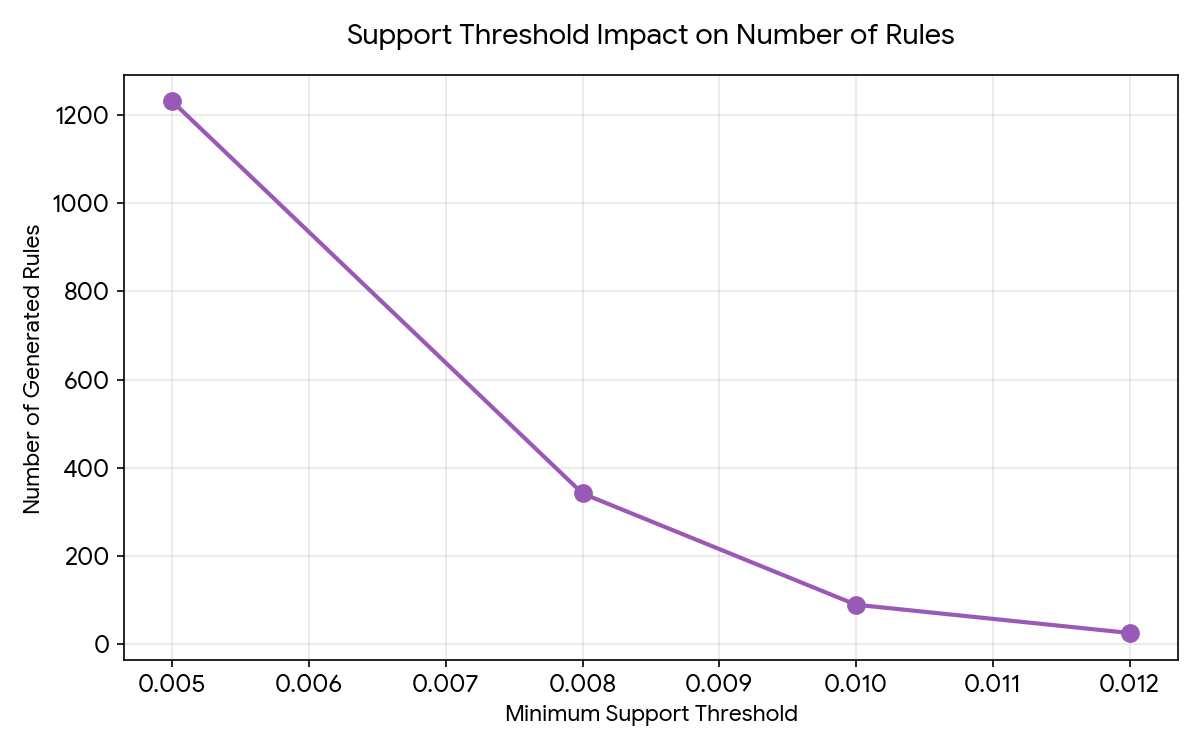 Support Threshold Impact on Number of Rules
Number of Generated Rules
1200
1000
800
600
400
200
0
0.005 0.006 0.007 0.008 0.009 0.010 0.011 0.012
Minimum Support Threshold